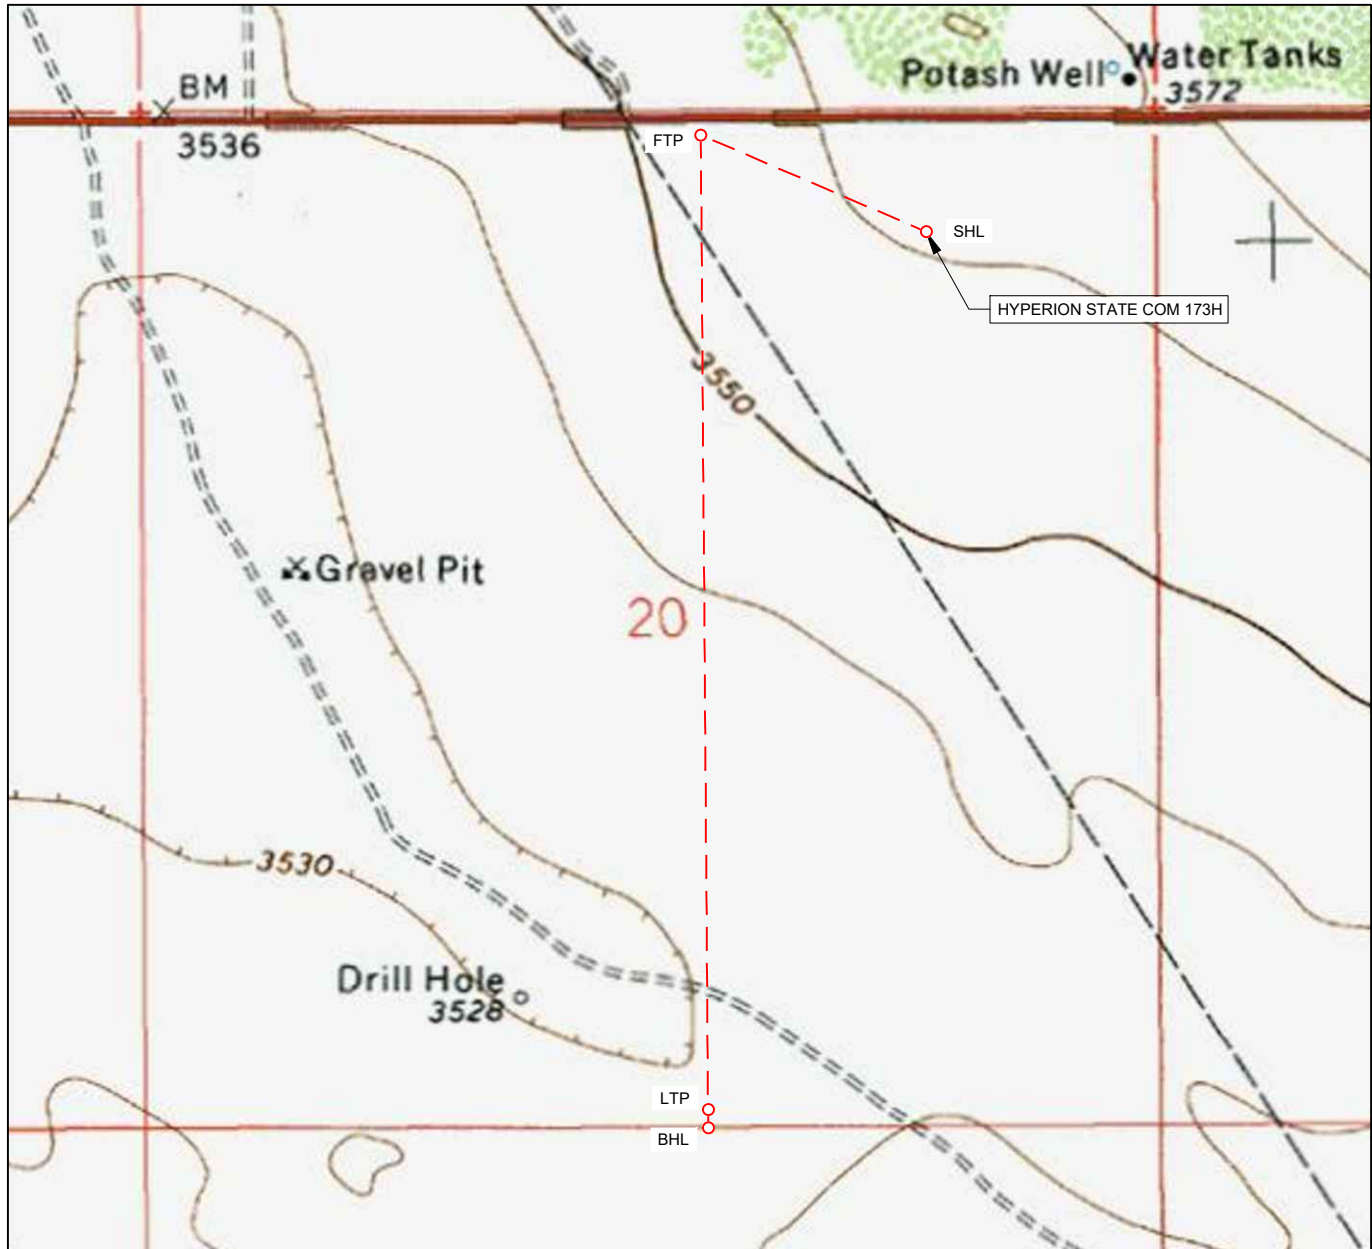 BM
3536
Potash Well
Water Tanks
3572
FTP
SHL
HYPERION STATE COM 173H
3550
Gravel Pit
20
3530
Drill Hole
3528
LTP
BHL